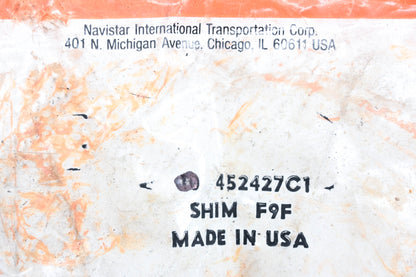 Navistar International Transportation Corp.
401 N. Michigan Avenue, Chicago, IL 60611 USA
452427C1
SHIM F9F
MADE IN USA